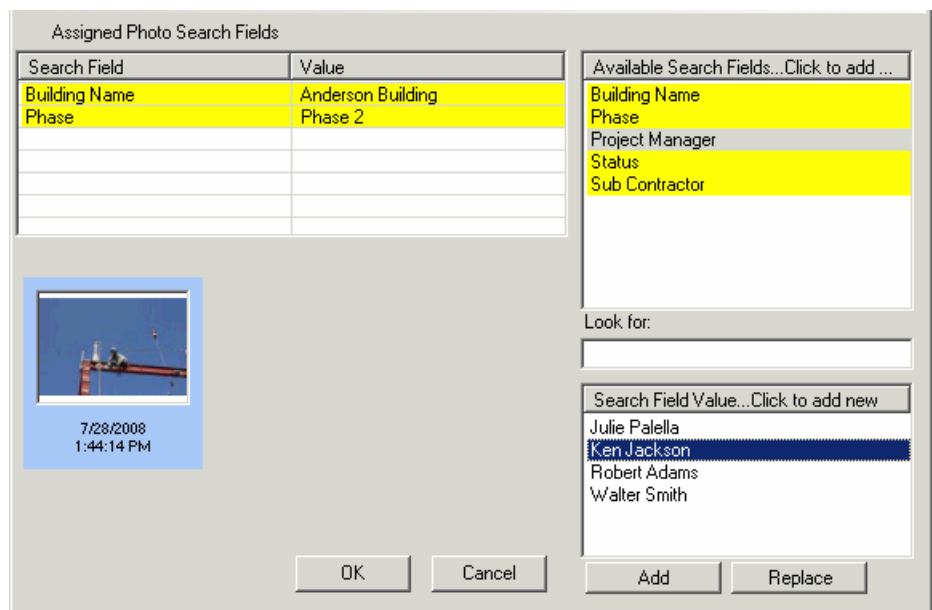 Assigned Photo Search Fields
Search Field Value
Building Name Anderson Building
Phase Phase 2
Available Search Fields...Click to add ...
Building Name
Phase
Project Manager
Status
Sub Contractor
Look for:
Search Field Value...Click to add new
Julie Palella
Ken Jackson
Robert Adams
Walter Smith
7/28/2008
1:44:14 PM
OK Cancel Add Replace